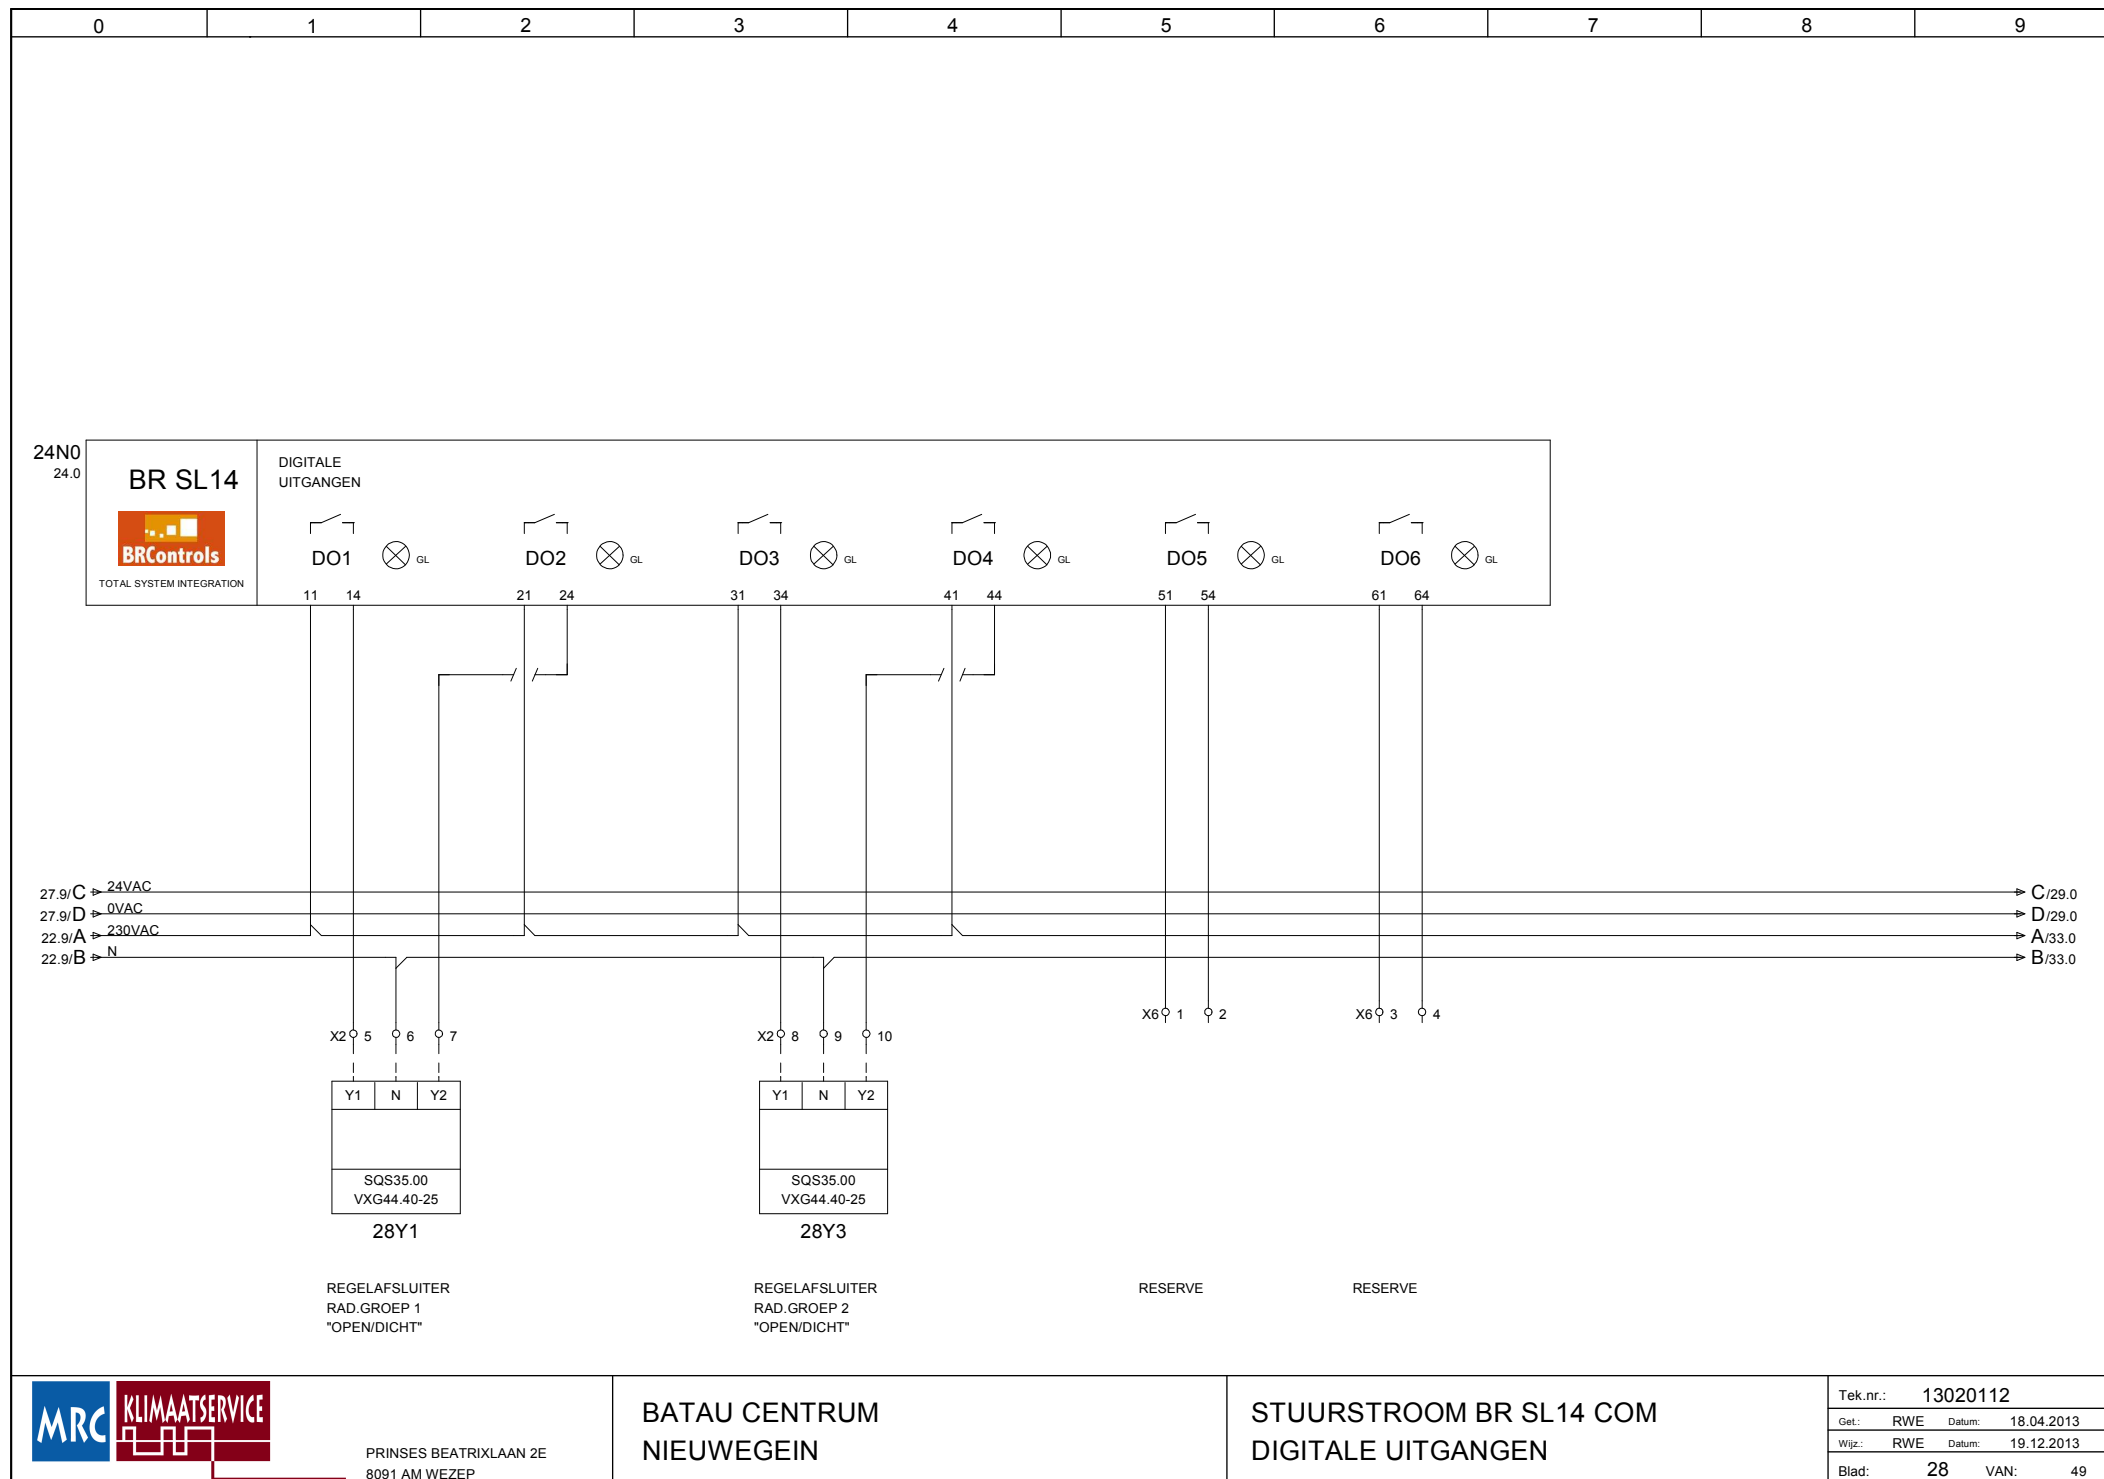 0 1 2 3 4 5 6 7 8 9
24N0
24.0
BR SL14
BRControls
TOTAL SYSTEM INTEGRATION
DIGITALE
UITGANGEN
DO1 GL DO2 GL DO3 GL DO4 GL DO5 GL DO6 GL
11 14 21 24 31 34 41 44 51 54 61 64
27.9/C 24VAC C/29.0
27.9/D 0VAC D/29.0
22.9/A 230VAC A/33.0
22.9/B N B/33.0
X6 1 2 X6 3 4
X2 5 6 7 X2 8 9 10
Y1 N Y2 Y1 N Y2
SQS35.00
VXG44.40-25
28Y1
SQS35.00
VXG44.40-25
28Y3
REGELAFSLUITER
RAD.GROEP 1
"OPEN/DICHT"
REGELAFSLUITER
RAD.GROEP 2
"OPEN/DICHT"
RESERVE
RESERVE
MRC KLIMAATSERVICE
PRINSES BEATRIXLAAN 2E
8091 AM WEZEP
BATAU CENTRUM
NIEUWEGEIN
STUURSTROOM BR SL14 COM
DIGITALE UITGANGEN
Tek.nr.: 13020112
Get.: RWE Datum: 18.04.2013
Wijz.: RWE Datum: 19.12.2013
Blad: 28 VAN: 49